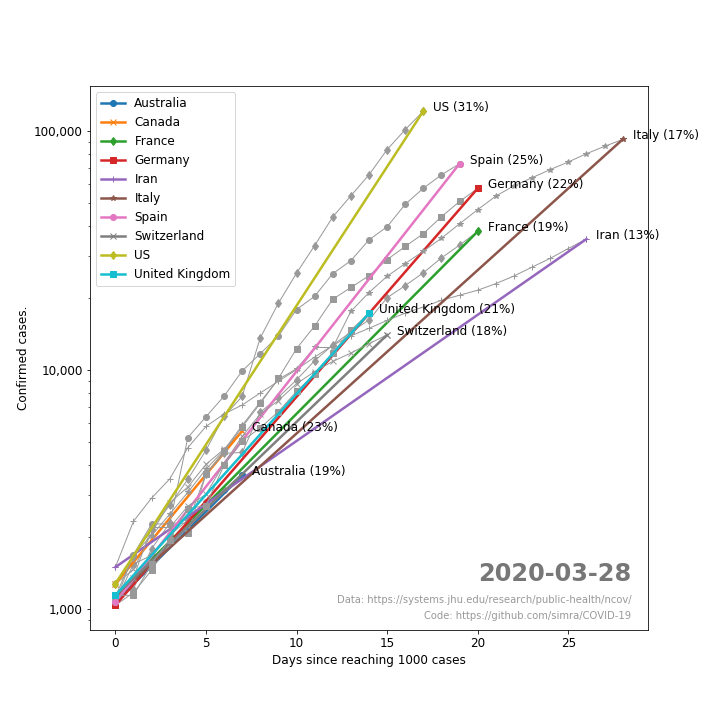 Australia
Canada
France
Germany
Iran
Italy
Spain
Switzerland
US
United Kingdom
US (31%)
Italy (17%)
Spain (25%)
Germany (22%)
France (19%)
Iran (13%)
United Kingdom (21%)
Switzerland (18%)
Canada (23%)
Australia (19%)
100,000
10,000
1,000
Confirmed cases.
2020-03-28
Data: https://systems.jhu.edu/research/public-health/ncov/
Code: https://github.com/simra/COVID-19
0 5 10 15 20 25
Days since reaching 1000 cases